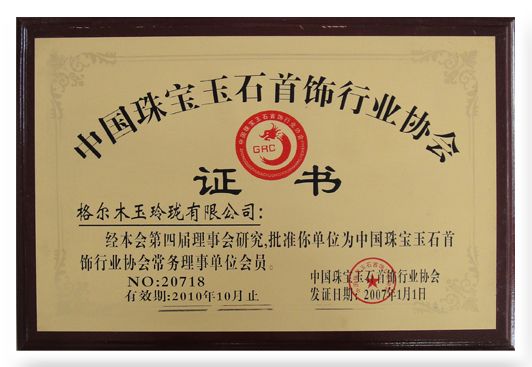 中国珠宝玉石首饰行业协会
GAC
证书
格尔木玉玲珑有限公司:
经本会第四届理事会研究,批准你单位为中国珠宝玉石首
饰行业协会常务理事单位会员。
NO:20718
有效期:2010年10月止
中国珠宝玉石首饰行业协会
发证日期:2007年1月1日